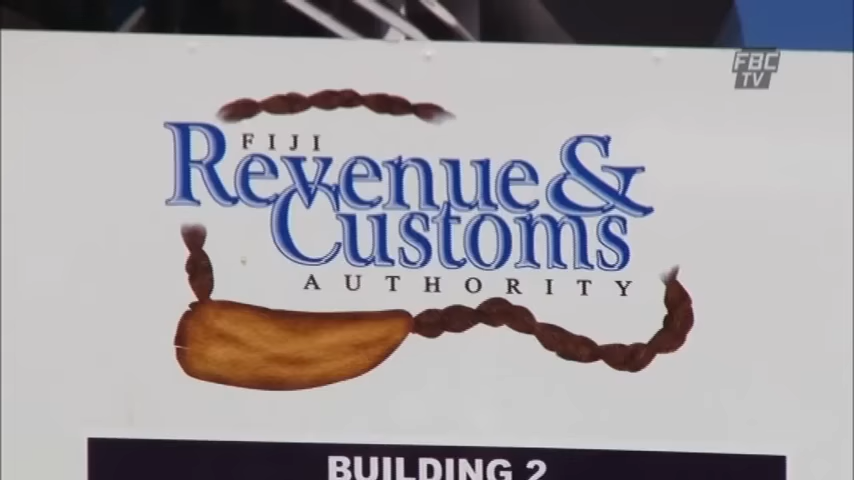 FBC
TV
FIJI
Revenue &
Customs
AUTHORITY
BUILDING 2